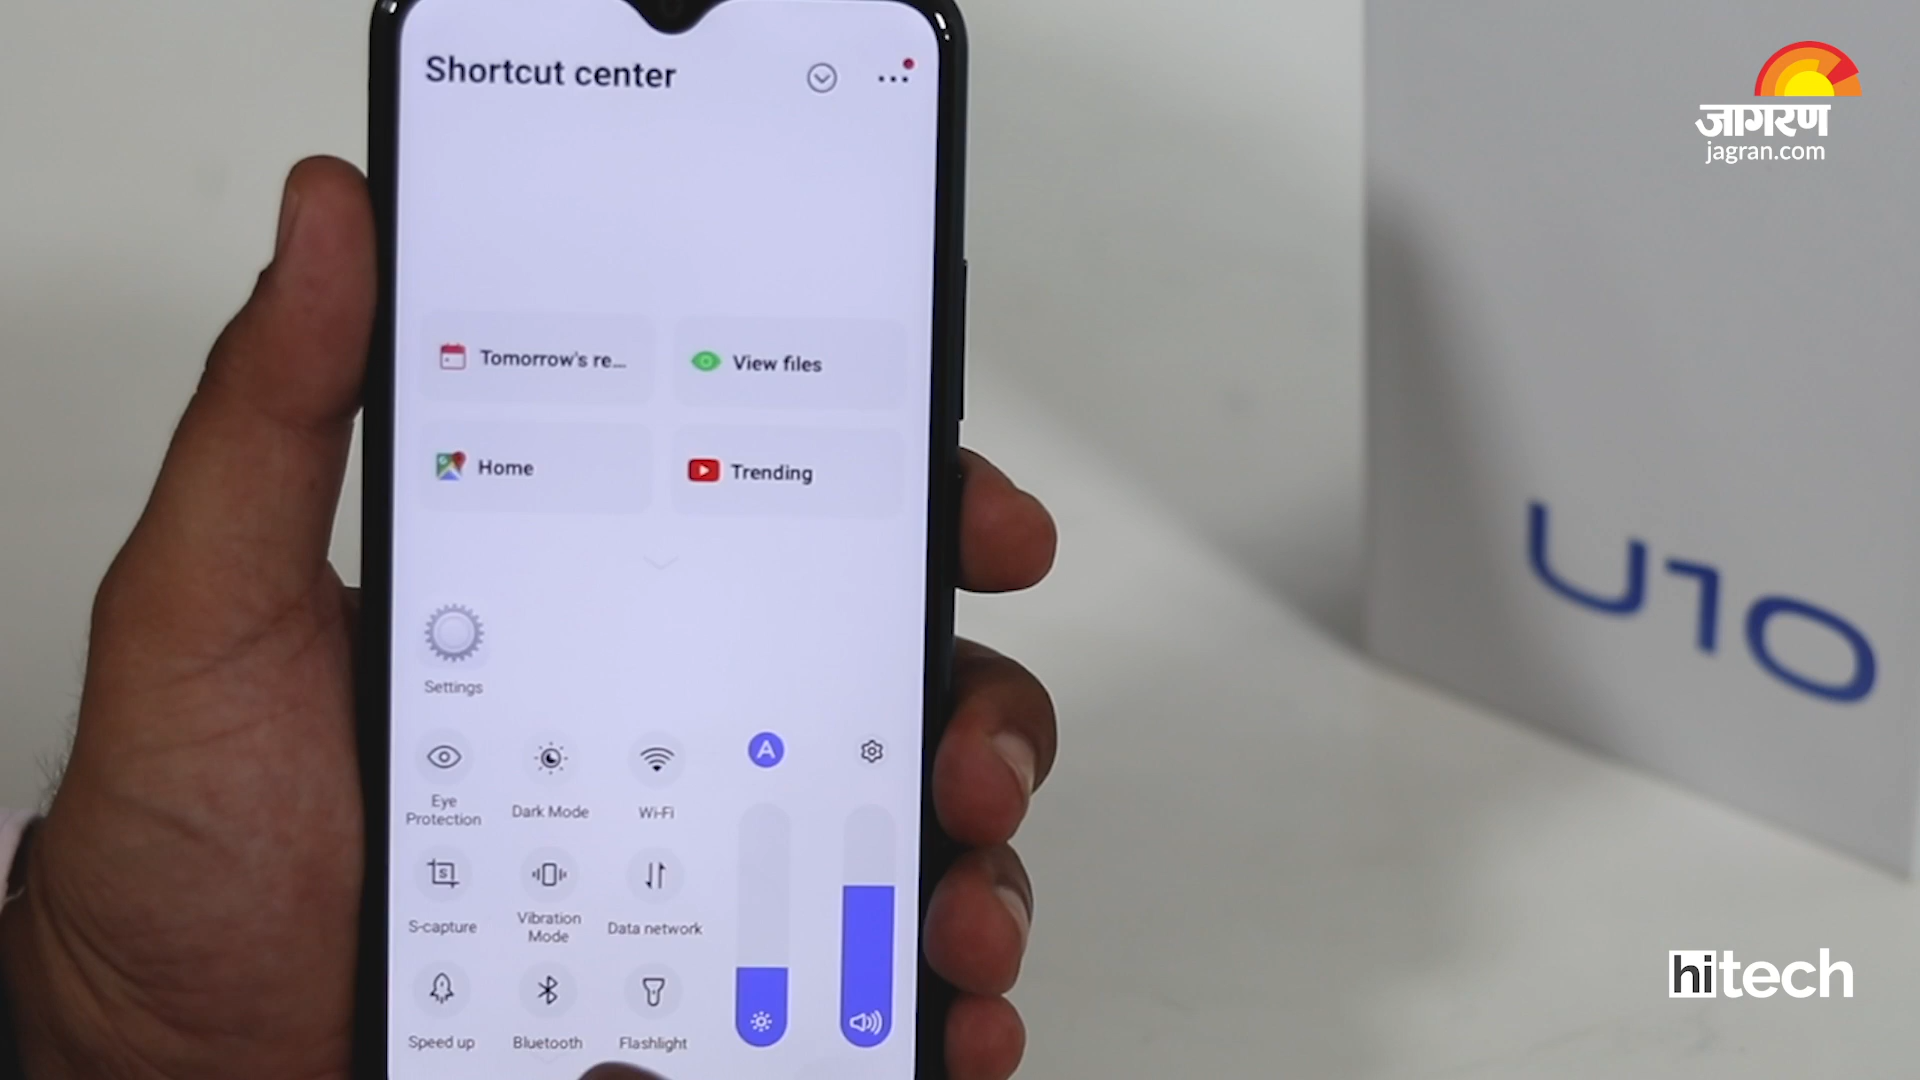 Shortcut center
जागरण
jagran.com
Tomorrow's re...
View files
Home
Trending
Settings
Eye
Protection
Dark Mode
Wi-Fi
A
S-capture
Vibration
Mode
Data network
Speed up
Bluetooth
Flashlight
U10
hitech